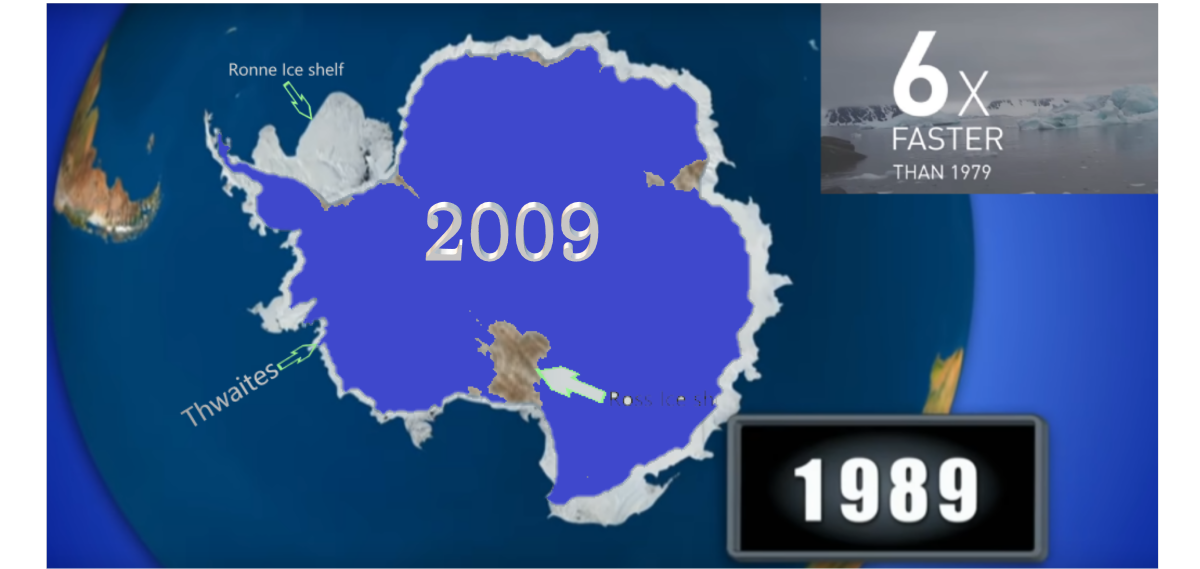 Ronne Ice shelf
6X
FASTER
THAN 1979
2009
Thwaites
1989